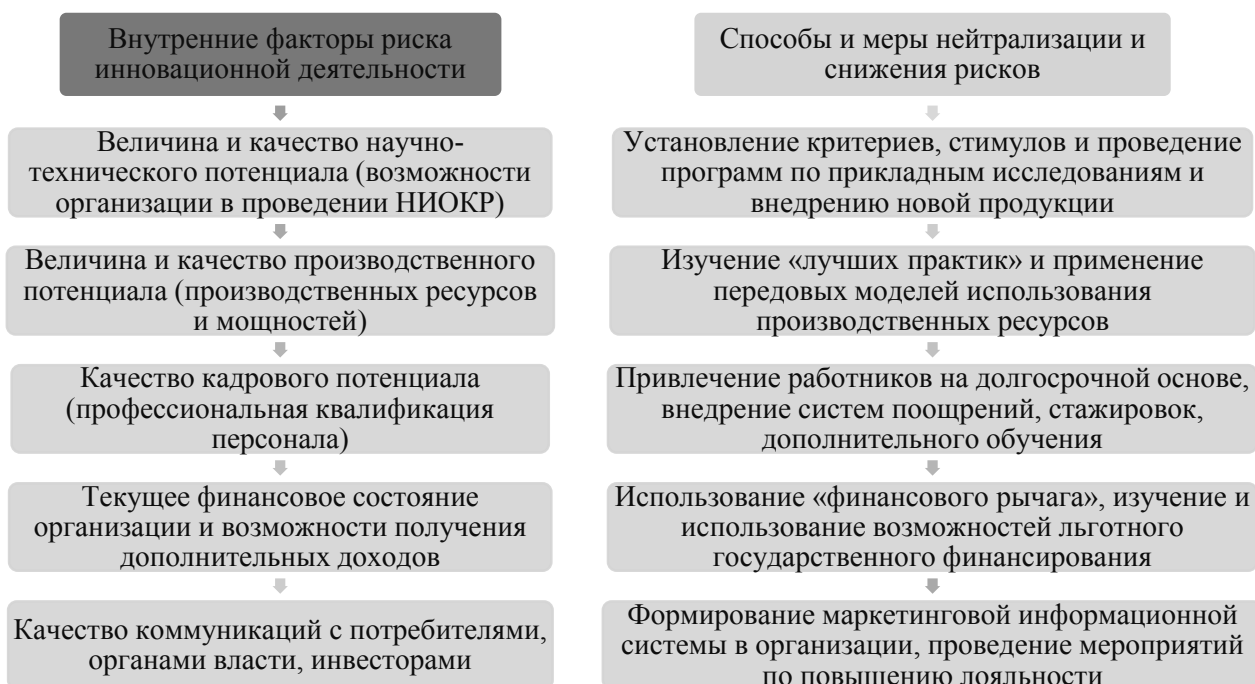 Внутренние факторы риска
инновационной деятельности
Величина и качество научно-
технического потенциала (возможности
организации в проведении НИОКР)
Величина и качество производственного
потенциала (производственных ресурсов
и мощностей)
Качество кадрового потенциала
(профессиональная квалификация
персонала)
Текущее финансовое состояние
организации и возможности получения
дополнительных доходов
Качество коммуникаций с потребителями,
органами власти, инвесторами
Способы и меры нейтрализации и
снижения рисков
Установление критериев, стимулов и проведение
программ по прикладным исследованиям и
внедрению новой продукции
Изучение «лучших практик» и применение
передовых моделей использования
производственных ресурсов
Привлечение работников на долгосрочной основе,
внедрение систем поощрений, стажировок,
дополнительного обучения
Использование «финансового рычага», изучение и
использование возможностей льготного
государственного финансирования
Формирование маркетинговой информационной
системы в организации, проведение мероприятий
по повышению лояльности